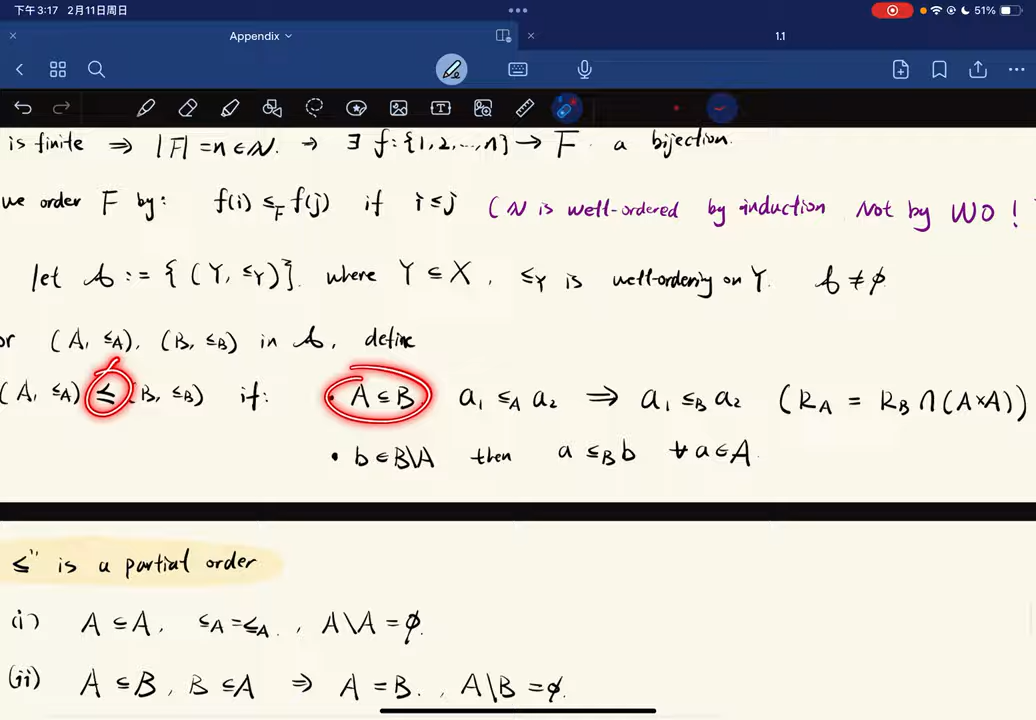 下午3:17 2月11日周日
51%
Appendix
1.1
is finite ⇒ |F| = n ∈ ℕ. → ∃ f: {1, 2, ..., n} → F a bijection.
we order F by: f(i) ≤_F f(j) if i ≤ j (ℕ is well-ordered by induction Not by WO !
let 𝒜 := { (Y, ≤_Y)} where Y ⊆ X, ≤_Y is well-ordering on Y. 𝒜 ≠ ∅
or (A, ≤_A), (B, ≤_B) in 𝒜, define
(A, ≤_A) ≤ (B, ≤_B) if: • A ⊆ B, a₁ ≤_A a₂ ⇒ a₁ ≤_B a₂ (R_A = R_B ∩ (A×A))
• b ∈ B\A then a ≤_B b ∀a ∈ A.
≤" is a partial order
(i) A ⊆ A, ≤_A = ≤_A, A\A = ∅.
(ii) A ⊆ B, B ⊆ A ⇒ A = B., A\B = ∅.